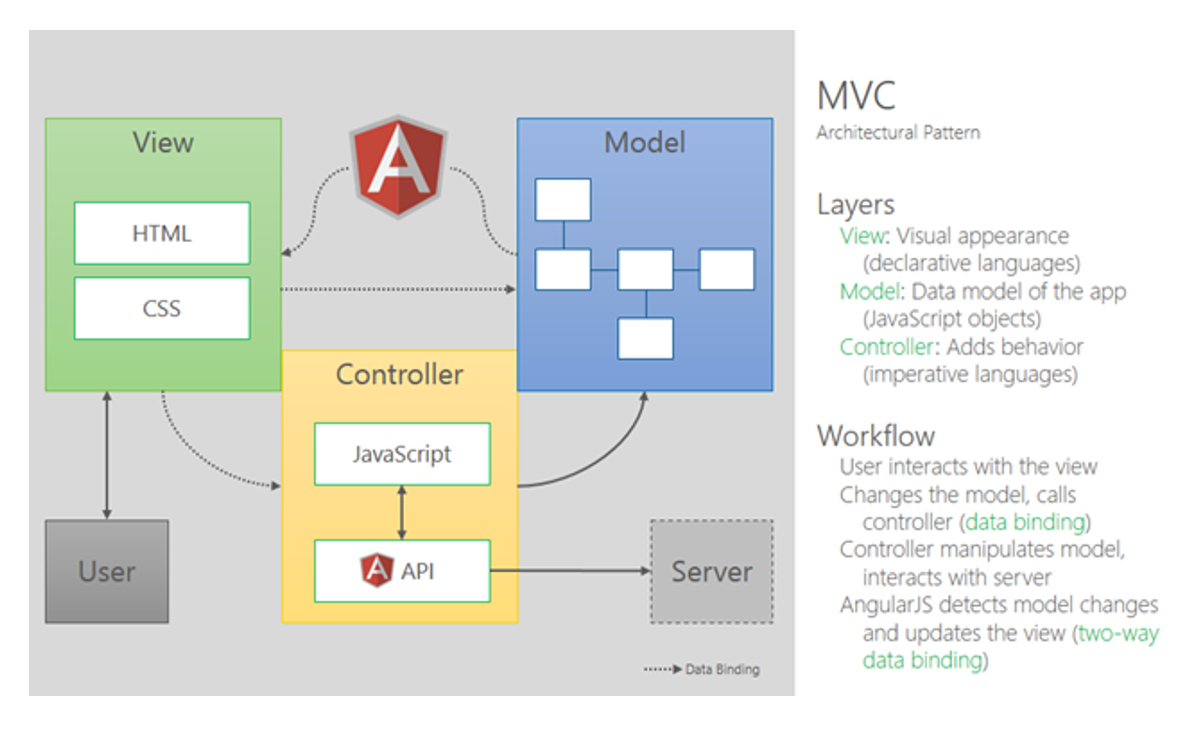 View
HTML
CSS
A
Model
Controller
JavaScript
A API
User
Server
Data Binding
MVC
Architectural Pattern
Layers
View: Visual appearance
(declarative languages)
Model: Data model of the app
(JavaScript objects)
Controller: Adds behavior
(imperative languages)
Workflow
User interacts with the view
Changes the model, calls
controller (data binding)
Controller manipulates model,
interacts with server
AngularJS detects model changes
and updates the view (two-way
data binding)